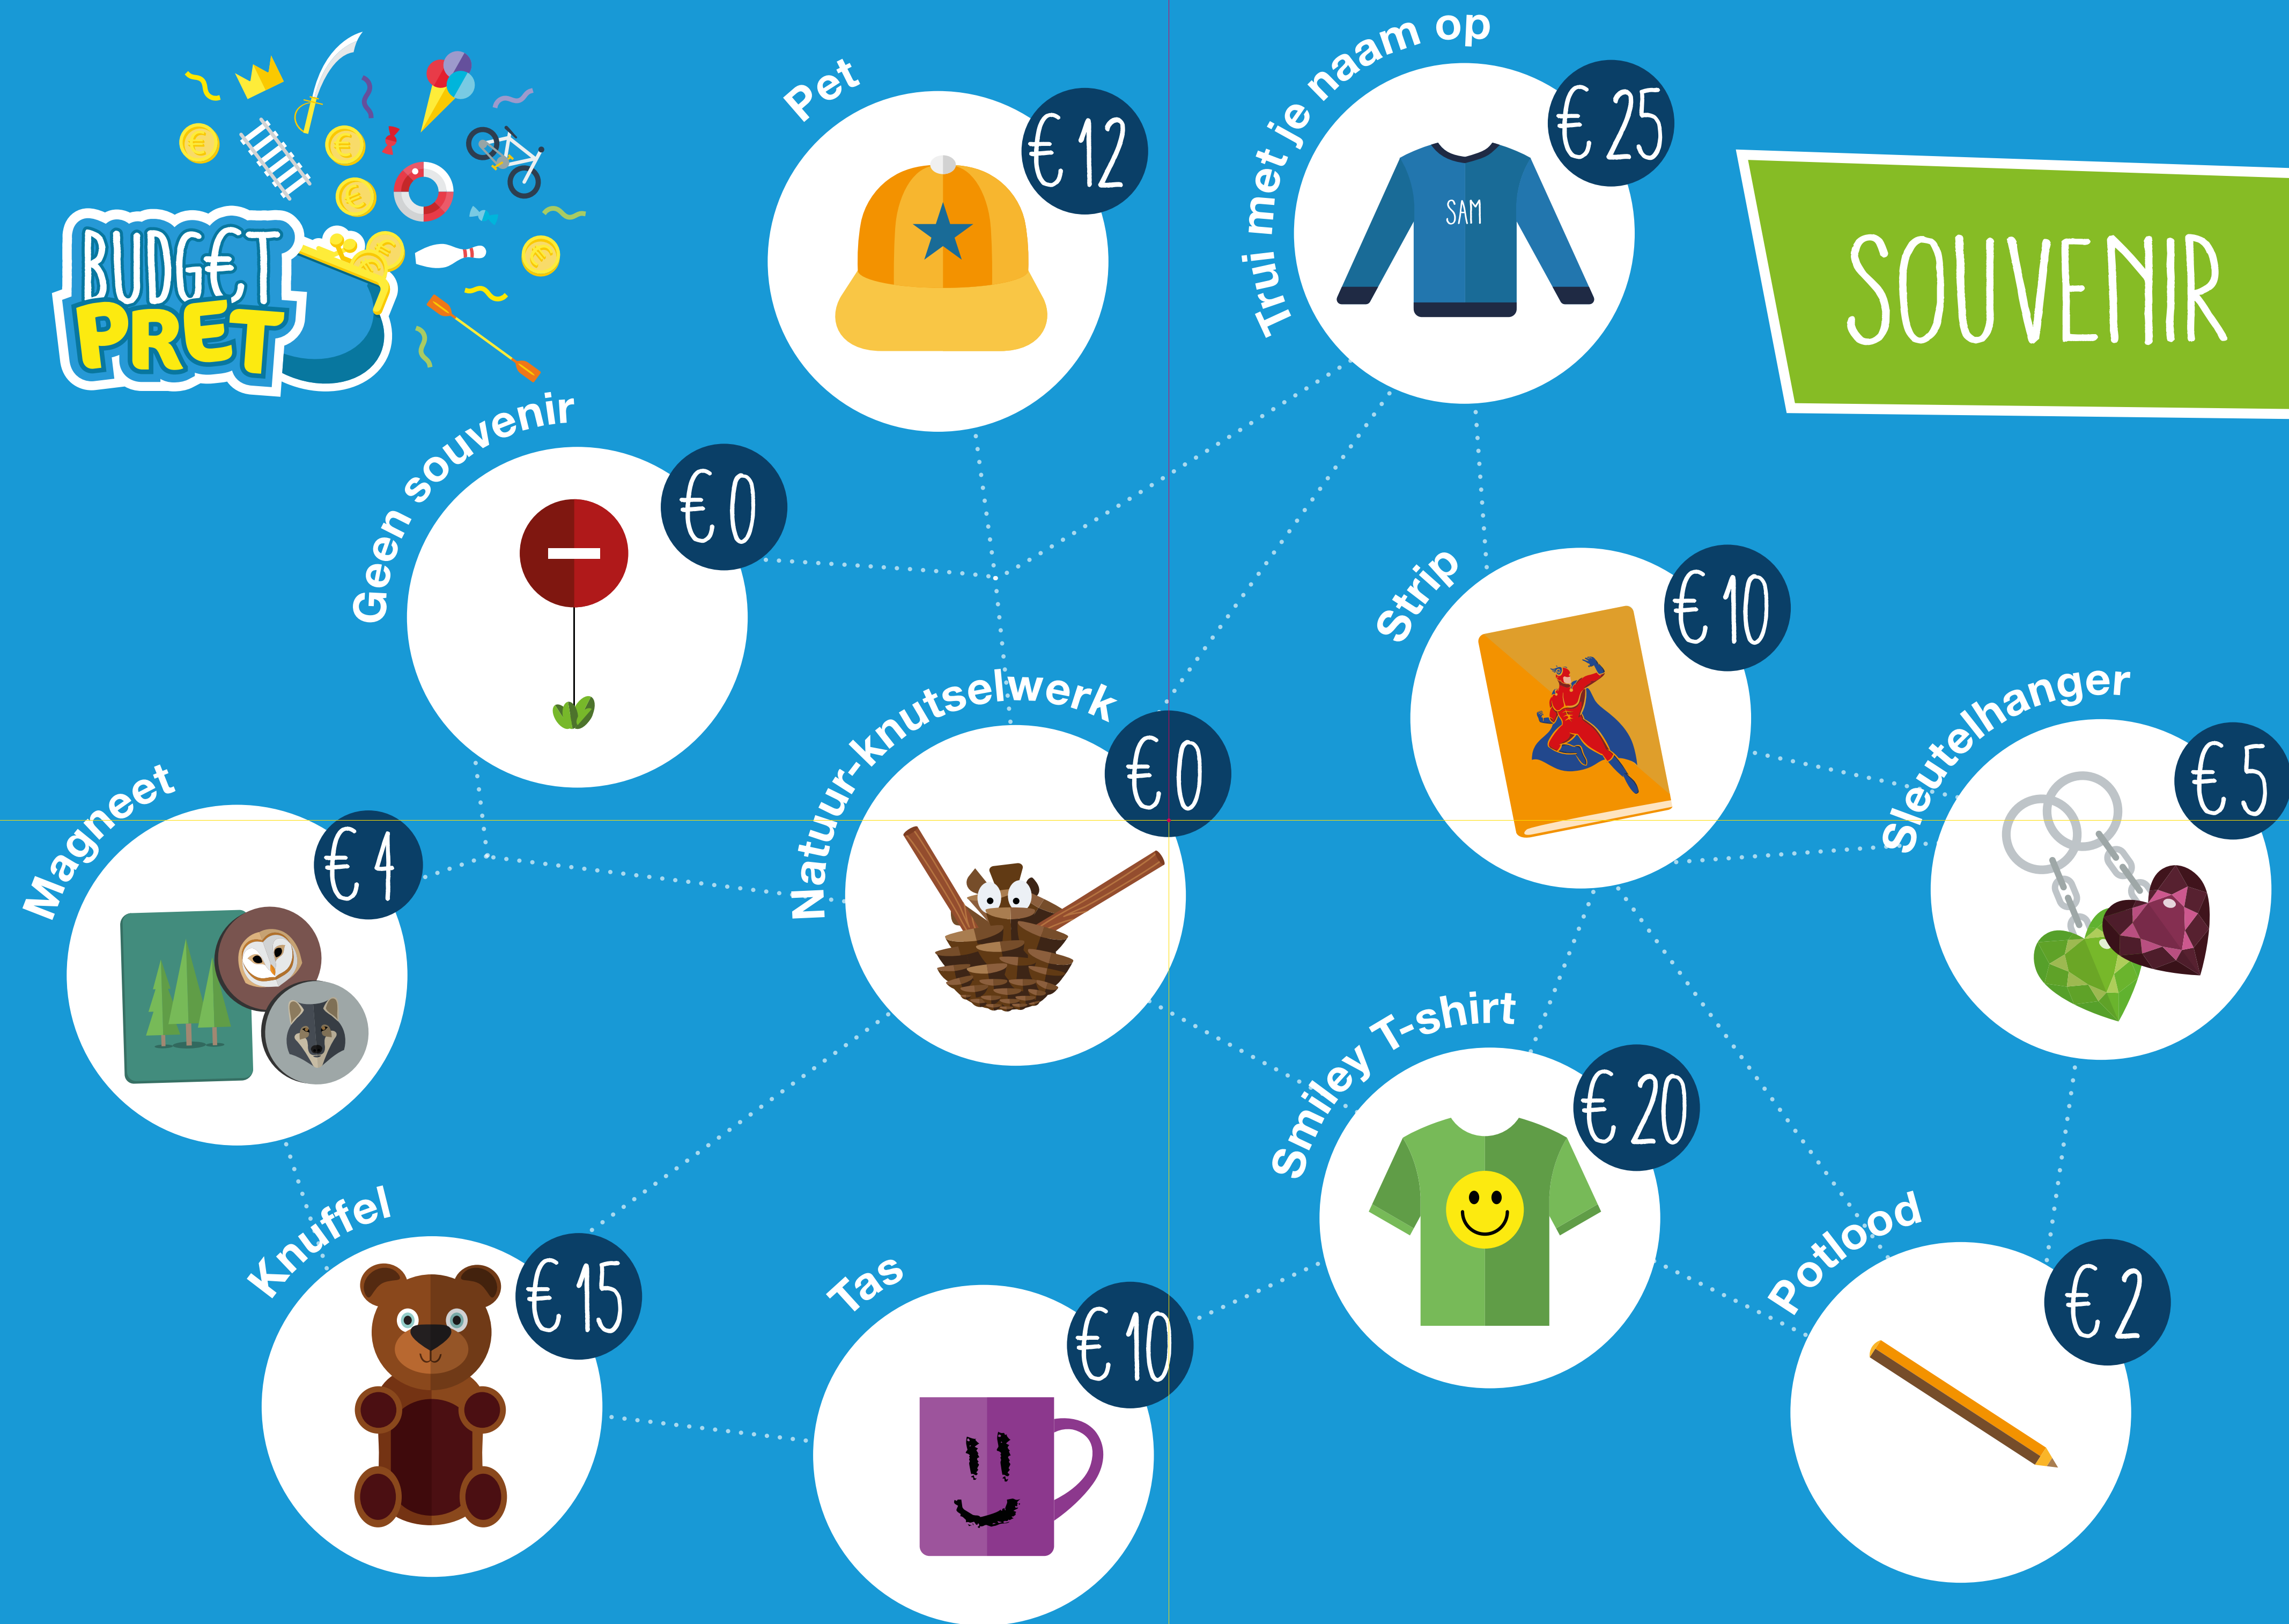 BUDG€T
PRET
Pet
€ 12
Trui met je naam op
€ 25
SAM
SOUVENIR
Geen souvenir
€ 0
Strip
€ 10
Natuur-knutselwerk
€ 0
Sleutelhanger
€ 5
Magneet
€ 4
Smiley T-shirt
€ 20
Knuffel
€ 15
Tas
€ 10
Potlood
€ 2